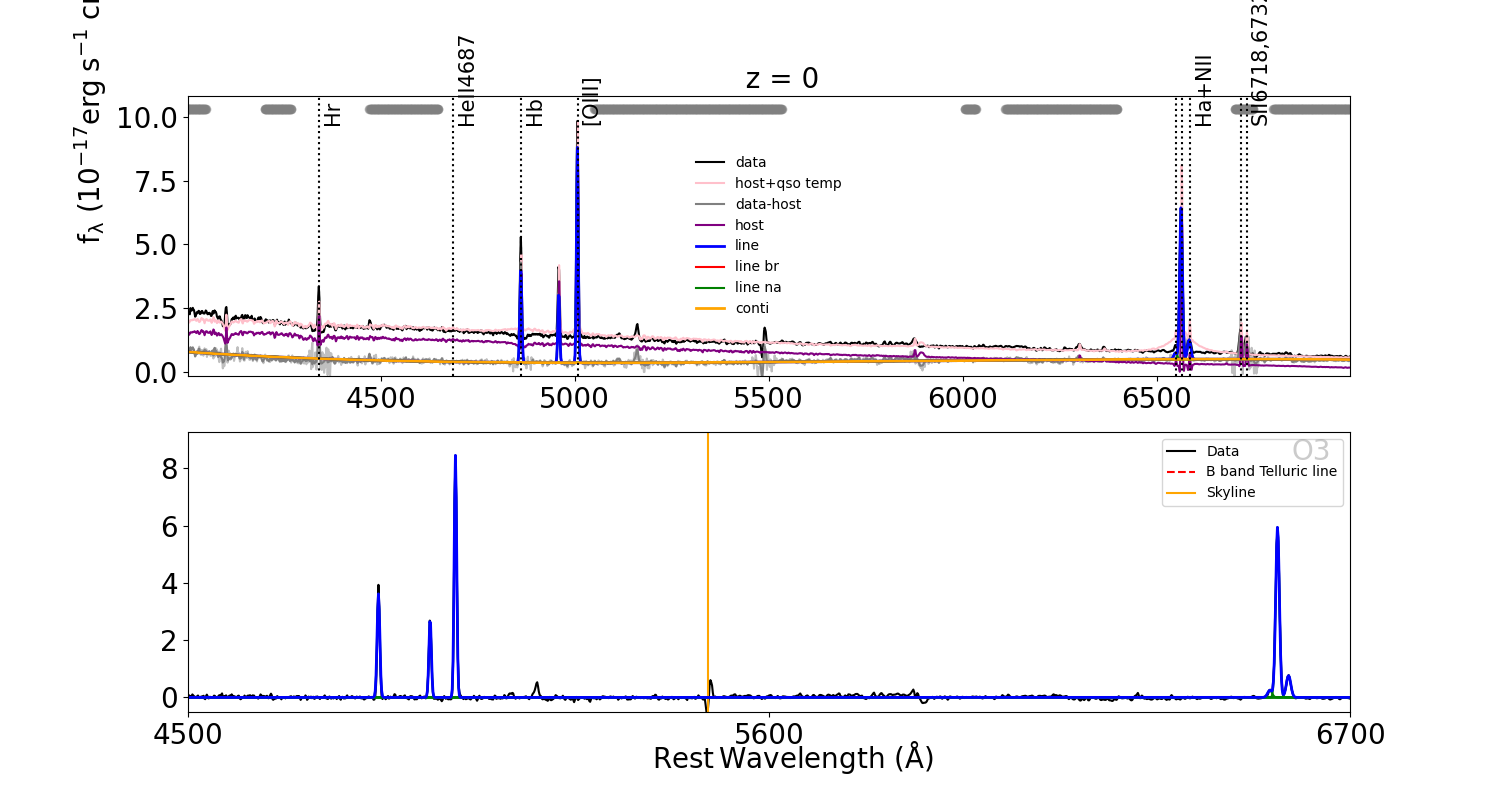 z = 0
f_λ (10^−17 erg s^−1 c
Hr
HeII4687
Hb
[OIII]
Ha+NII
SII6718,673
10.0
7.5
5.0
2.5
0.0
data
host+qso temp
data-host
host
line
line br
line na
conti
4500 5000 5500 6000 6500
O3
Data
B band Telluric line
Skyline
8
6
4
2
0
4500 5600 6700
Rest Wavelength (Å)